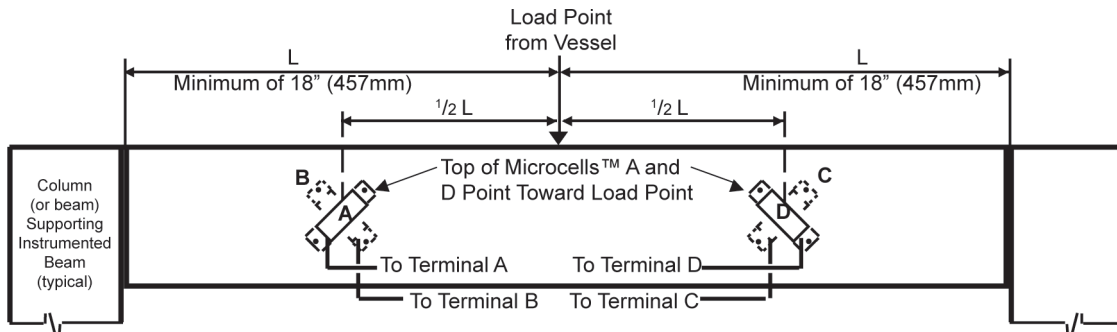 Load Point
from Vessel
L
L
Minimum of 18” (457mm)
Minimum of 18” (457mm)
1/2 L
1/2 L
Column
(or beam)
Supporting
Instrumented
Beam
(typical)
B
A
Top of Microcells™ A and
D Point Toward Load Point
C
D
To Terminal A
To Terminal D
To Terminal B
To Terminal C